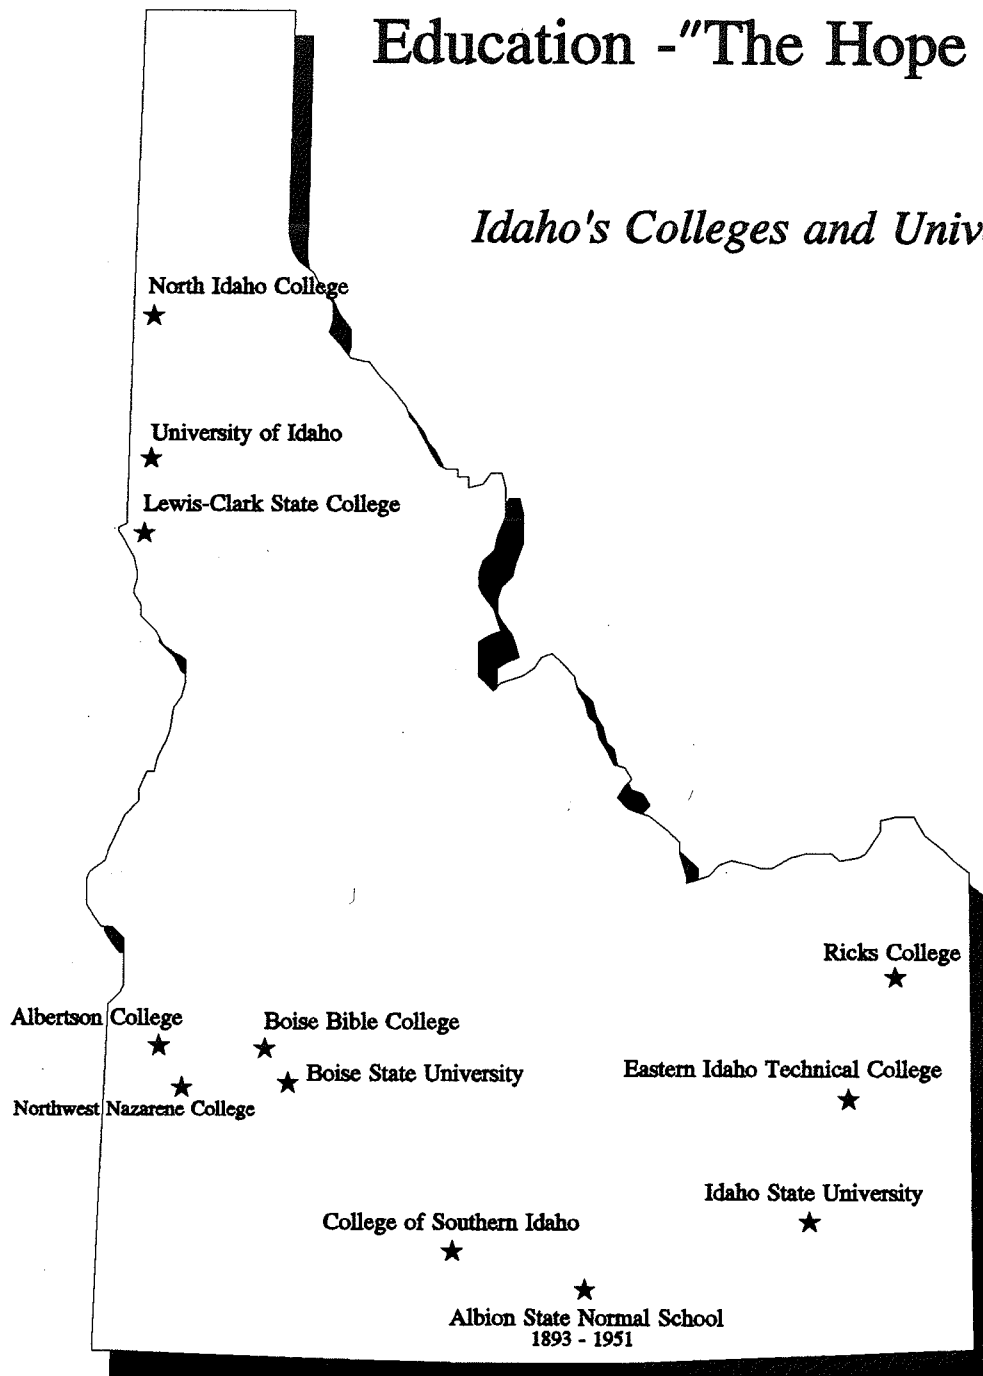 Education -"The Hope
Idaho's Colleges and Univ
North Idaho College
University of Idaho
Lewis-Clark State College
Ricks College
Albertson College
Boise Bible College
Boise State University
Eastern Idaho Technical College
Northwest Nazarene College
Idaho State University
College of Southern Idaho
Albion State Normal School
1893 - 1951